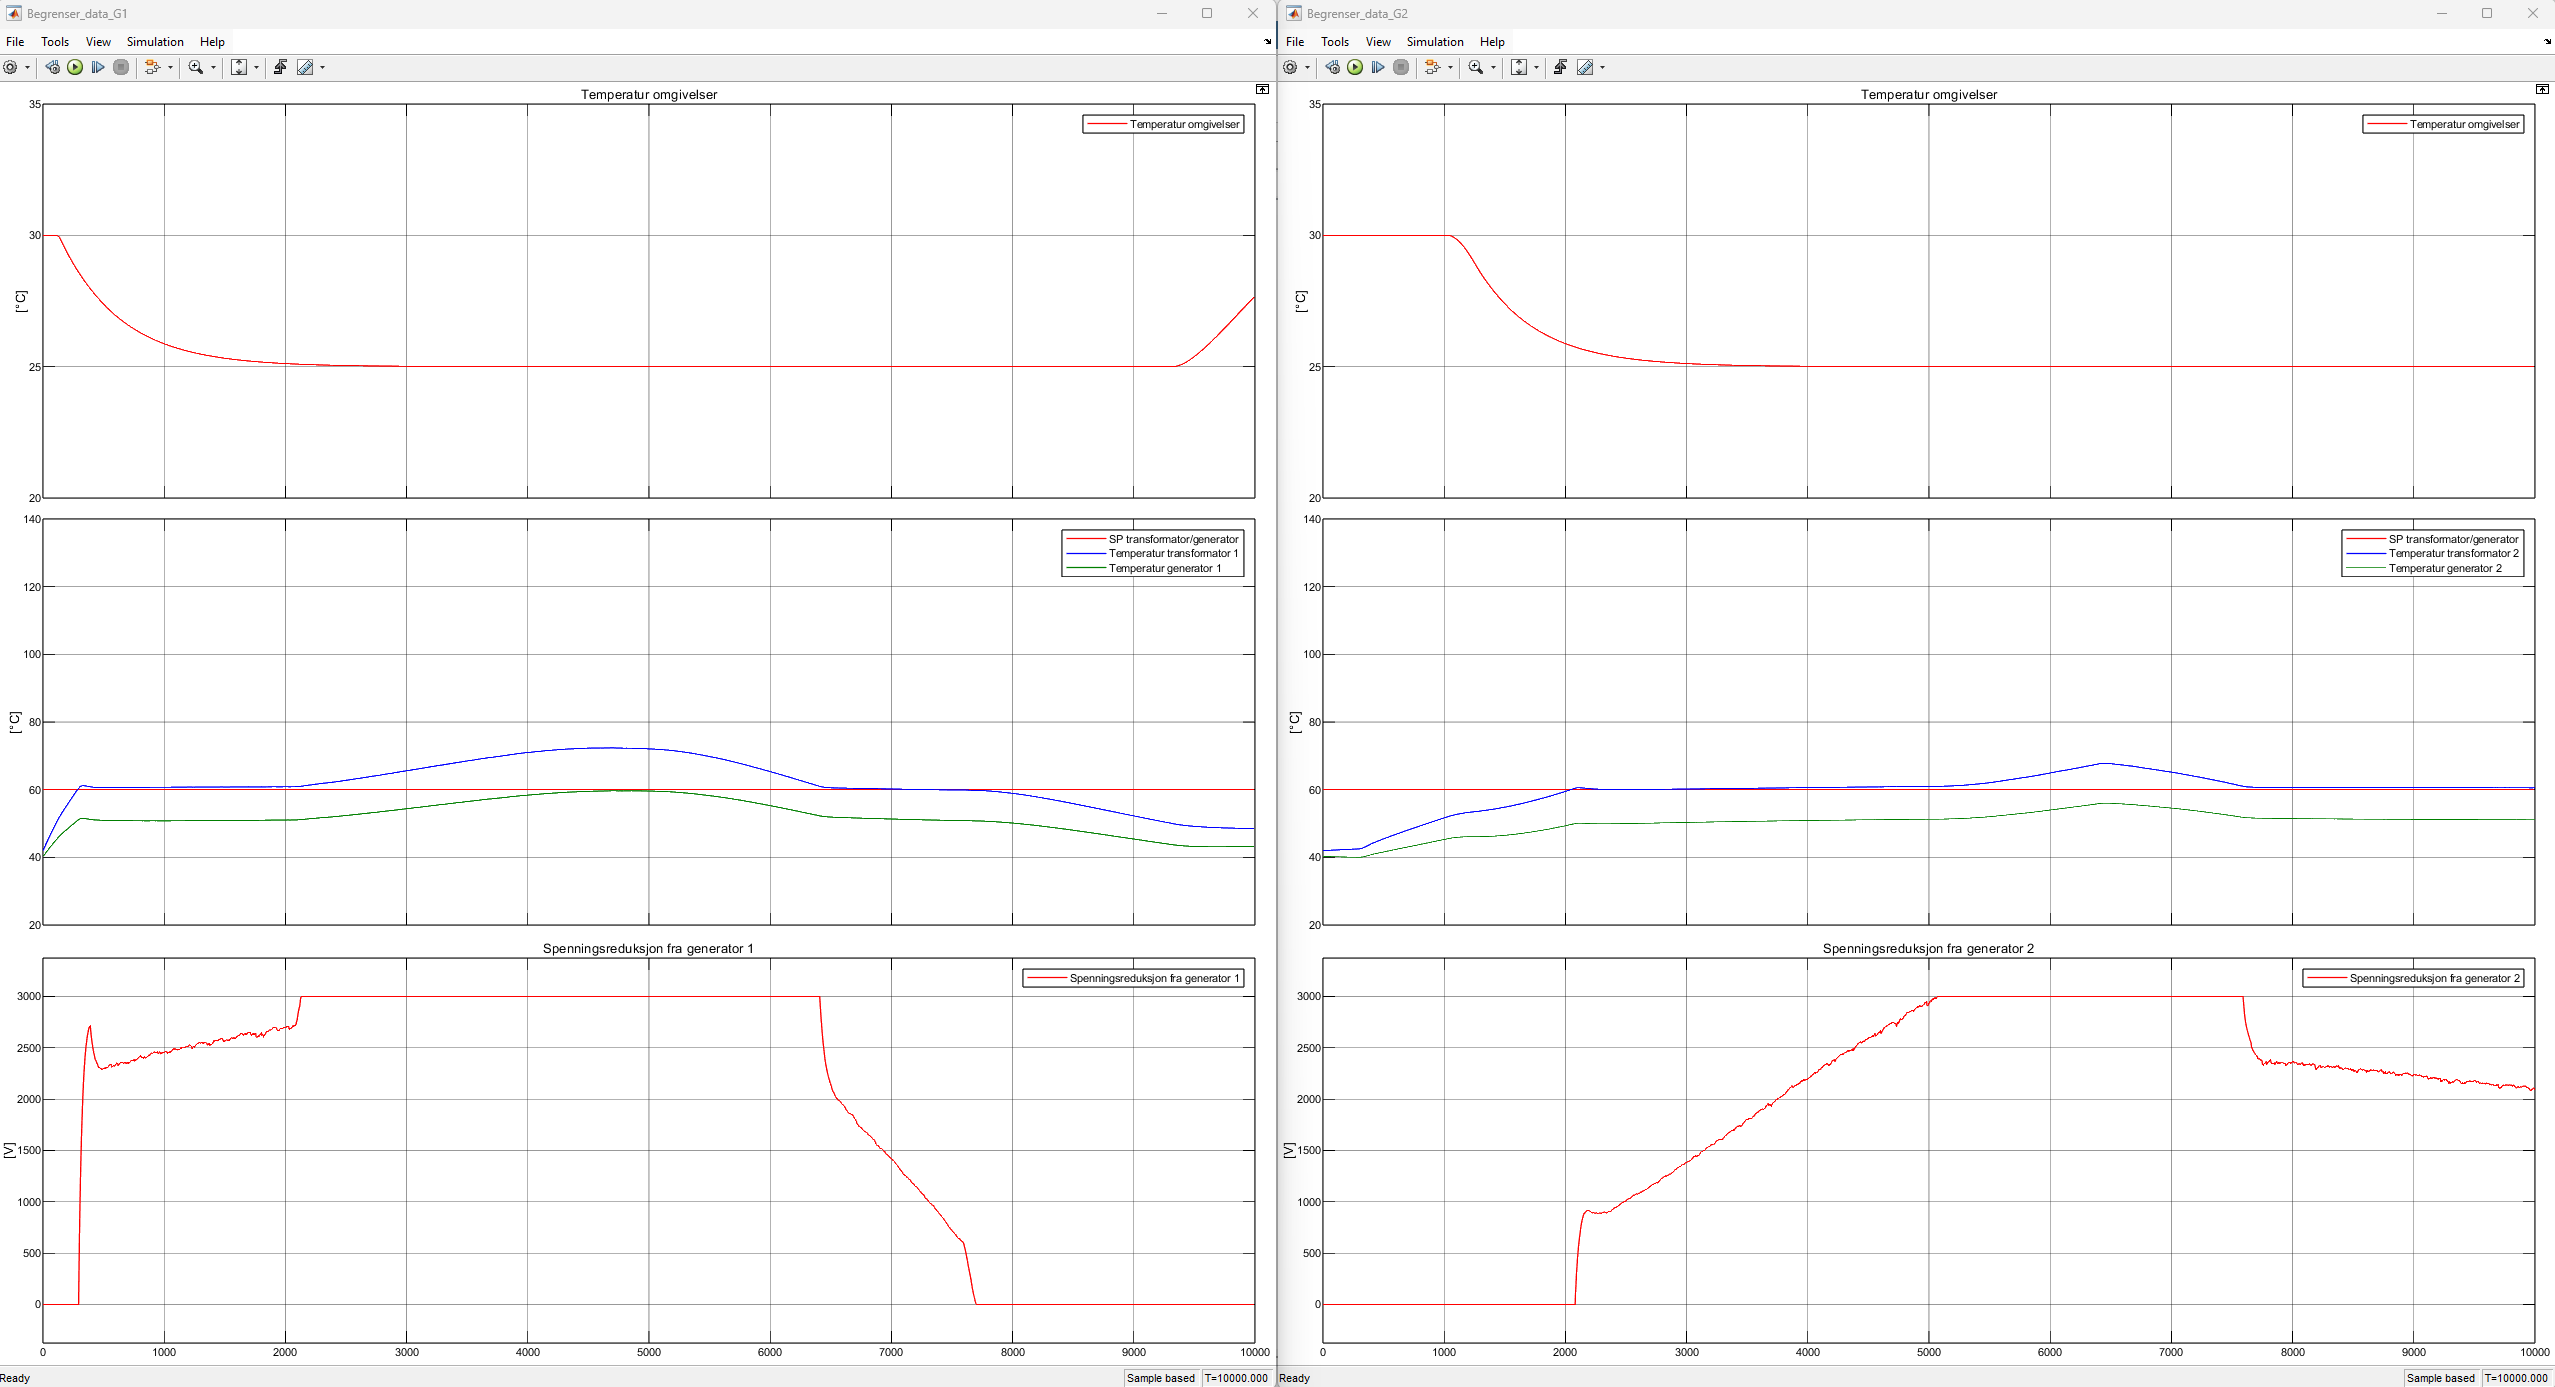 Begrenser_data_G1
File Tools View Simulation Help
Temperatur omgivelser
Temperatur omgivelser
35
30
25
20
[°C]
SP transformator/generator
Temperatur transformator 1
Temperatur generator 1
140
120
100
80
60
40
20
[°C]
Spenningsreduksjon fra generator 1
Spenningsreduksjon fra generator 1
3000
2500
2000
1500
1000
500
0
[V]
0 1000 2000 3000 4000 5000 6000 7000 8000 9000 10000
Ready Sample based T=10000.000
Begrenser_data_G2
File Tools View Simulation Help
Temperatur omgivelser
Temperatur omgivelser
35
30
25
20
[°C]
SP transformator/generator
Temperatur transformator 2
Temperatur generator 2
140
120
100
80
60
40
20
[°C]
Spenningsreduksjon fra generator 2
Spenningsreduksjon fra generator 2
3000
2500
2000
1500
1000
500
0
[V]
0 1000 2000 3000 4000 5000 6000 7000 8000 9000 10000
Ready Sample based T=10000.000